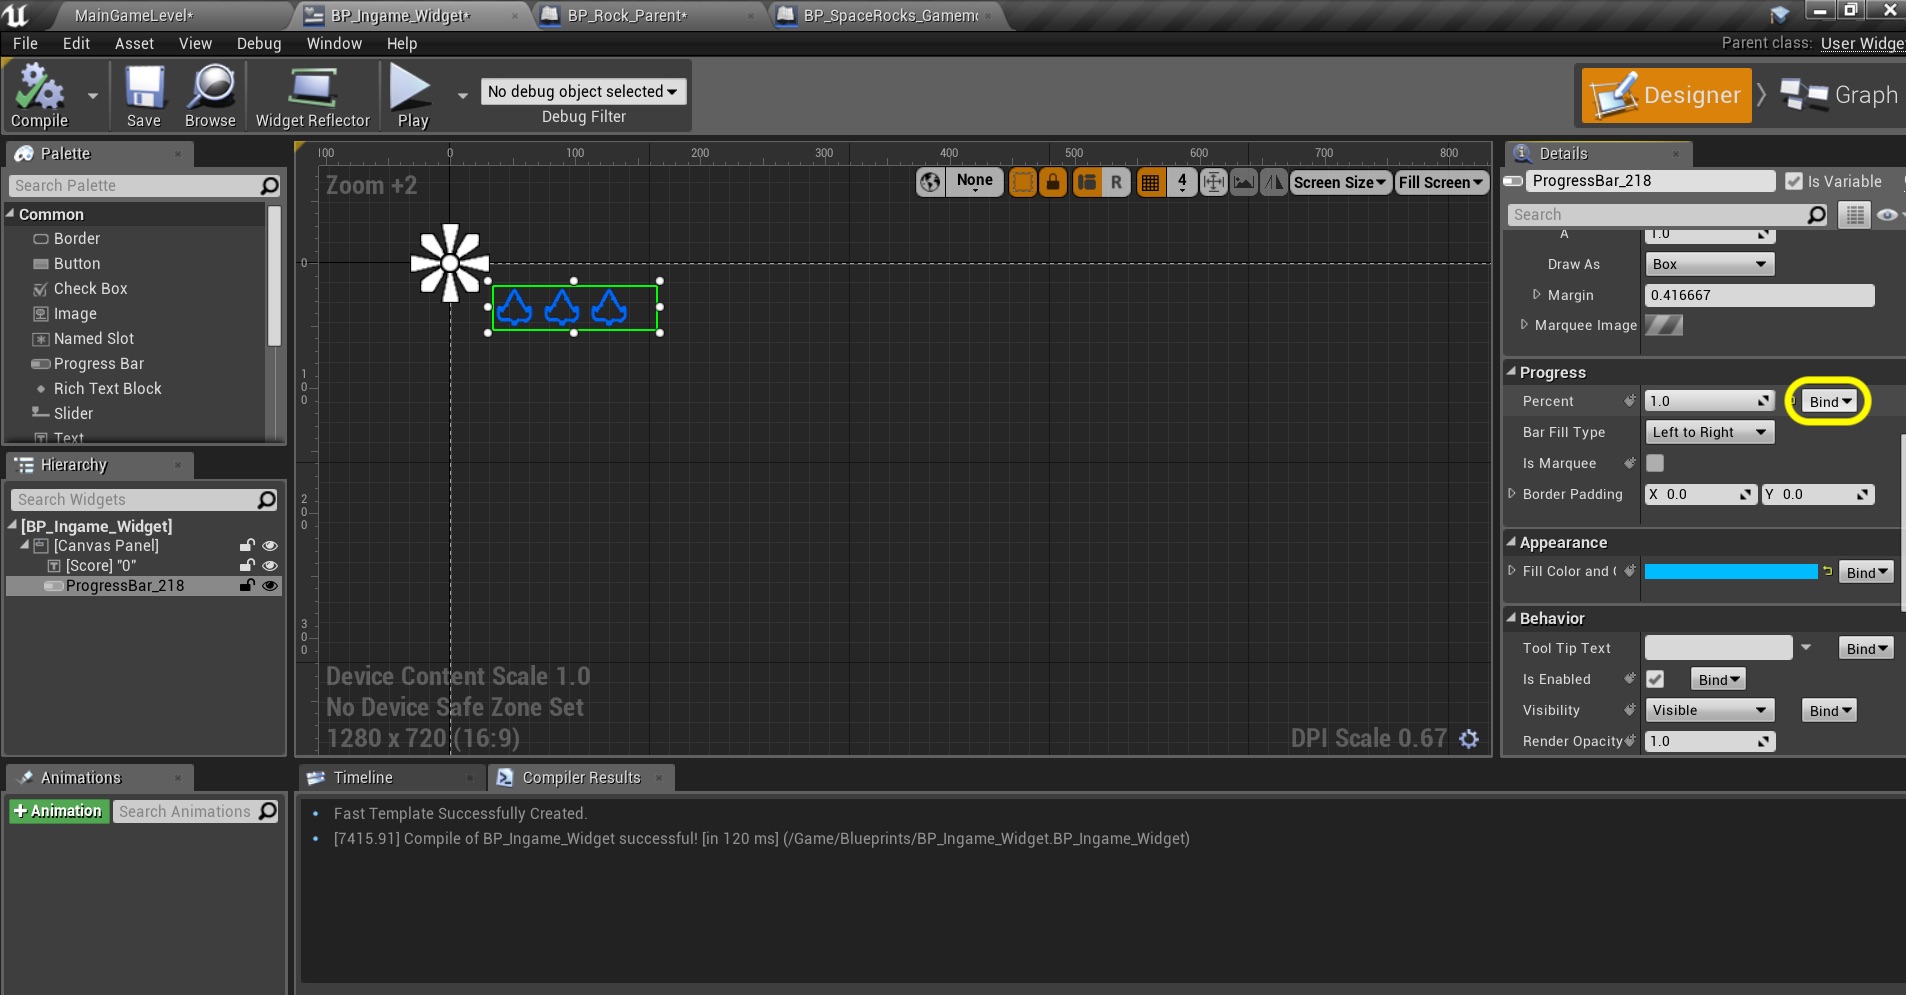 MainGameLevel*
BP_Ingame_Widget*
BP_Rock_Parent*
BP_SpaceRocks_Gamem
File Edit Asset View Debug Window Help
Parent class: User Widge
Compile
Save
Browse
Widget Reflector
Play
No debug object selected
Debug Filter
Designer
Graph
Palette
Search Palette
Common
Border
Button
Check Box
Image
Named Slot
Progress Bar
Rich Text Block
Slider
Text
Hierarchy
Search Widgets
[BP_Ingame_Widget]
[Canvas Panel]
[Score] "0"
ProgressBar_218
Animations
+ Animation
Search Animations
100 0 100 200 300 400 500 600 700 800
Zoom +2
None
R
4
Screen Size
Fill Screen
0
100
200
300
Device Content Scale 1.0
No Device Safe Zone Set
1280 x 720 (16:9)
DPI Scale 0.67
Details
ProgressBar_218
Is Variable
Search
A 1.0
Draw As Box
Margin 0.416667
Marquee Image
Progress
Percent 1.0 Bind
Bar Fill Type Left to Right
Is Marquee
Border Padding X 0.0 Y 0.0
Appearance
Fill Color and Bind
Behavior
Tool Tip Text Bind
Is Enabled Bind
Visibility Visible Bind
Render Opacity 1.0
Timeline
Compiler Results
• Fast Template Successfully Created.
• [7415.91] Compile of BP_Ingame_Widget successful! [in 120 ms] (/Game/Blueprints/BP_Ingame_Widget.BP_Ingame_Widget)